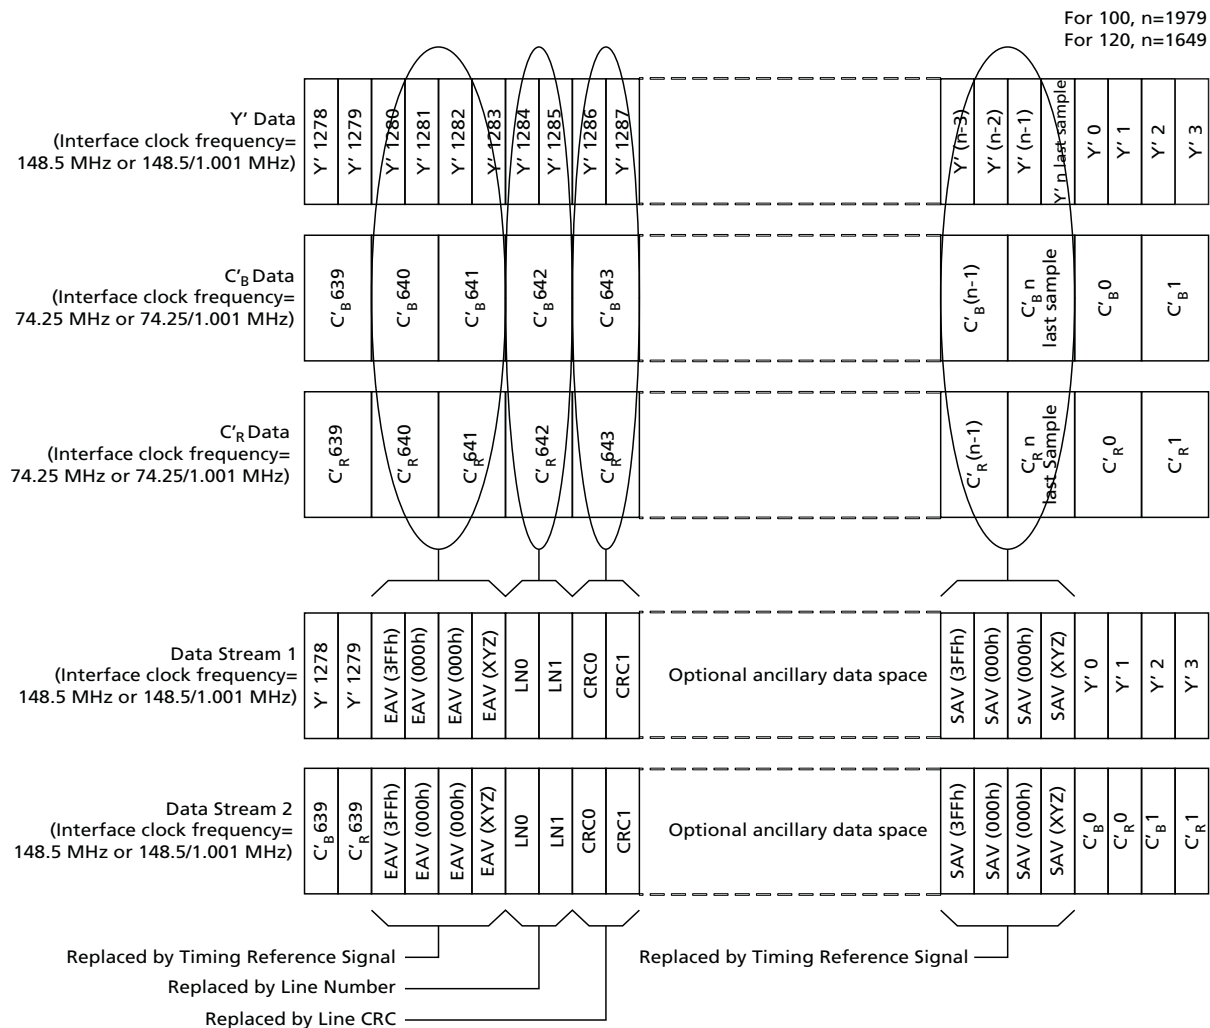 For 100, n=1979
For 120, n=1649
Y' Data
(Interface clock frequency=
148.5 MHz or 148.5/1.001 MHz)
Y' 1278
Y' 1279
Y' 1280
Y' 1281
Y' 1282
Y' 1283
Y' 1284
Y' 1285
Y' 1286
Y' 1287
Y' (n-3)
Y' (n-2)
Y' (n-1)
Y' n last sample
Y' 0
Y' 1
Y' 2
Y' 3
C'B Data
(Interface clock frequency=
74.25 MHz or 74.25/1.001 MHz)
C'B 639
C'B 640
C'B 641
C'B 642
C'B 643
C'B (n-1)
C'B n
last sample
C'B 0
C'B 1
C'R Data
(Interface clock frequency=
74.25 MHz or 74.25/1.001 MHz)
C'R 639
C'R 640
C'R 641
C'R 642
C'R 643
C'R (n-1)
C'R n
last Sample
C'R 0
C'R 1
Data Stream 1
(Interface clock frequency=
148.5 MHz or 148.5/1.001 MHz)
Y' 1278
Y' 1279
EAV (3FFh)
EAV (000h)
EAV (000h)
EAV (XYZ)
LN0
LN1
CRC0
CRC1
Optional ancillary data space
SAV (3FFh)
SAV (000h)
SAV (000h)
SAV (XYZ)
Y' 0
Y' 1
Y' 2
Y' 3
Data Stream 2
(Interface clock frequency=
148.5 MHz or 148.5/1.001 MHz)
C'B 639
C'R 639
EAV (3FFh)
EAV (000h)
EAV (000h)
EAV (XYZ)
LN0
LN1
CRC0
CRC1
Optional ancillary data space
SAV (3FFh)
SAV (000h)
SAV (000h)
SAV (XYZ)
C'B 0
C'R 0
C'B 1
C'R 1
Replaced by Timing Reference Signal
Replaced by Timing Reference Signal
Replaced by Line Number
Replaced by Line CRC